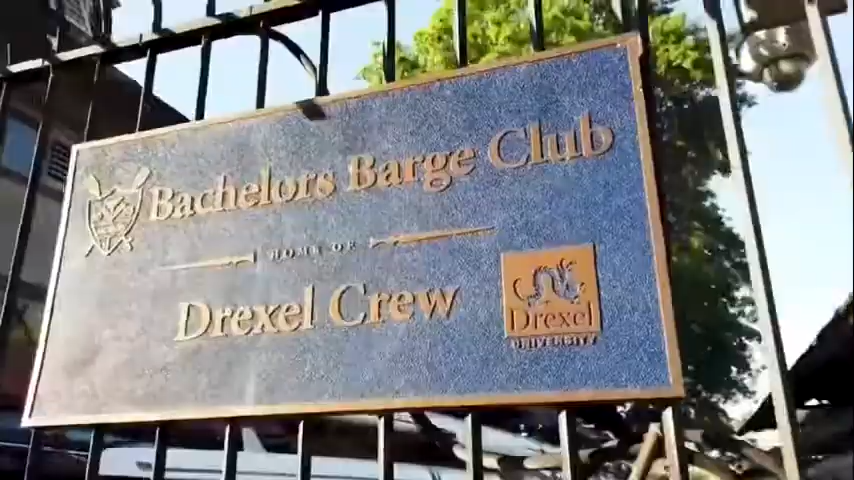 Bachelors Barge Club
HOME OF
Drexel Crew
Drexel
UNIVERSITY